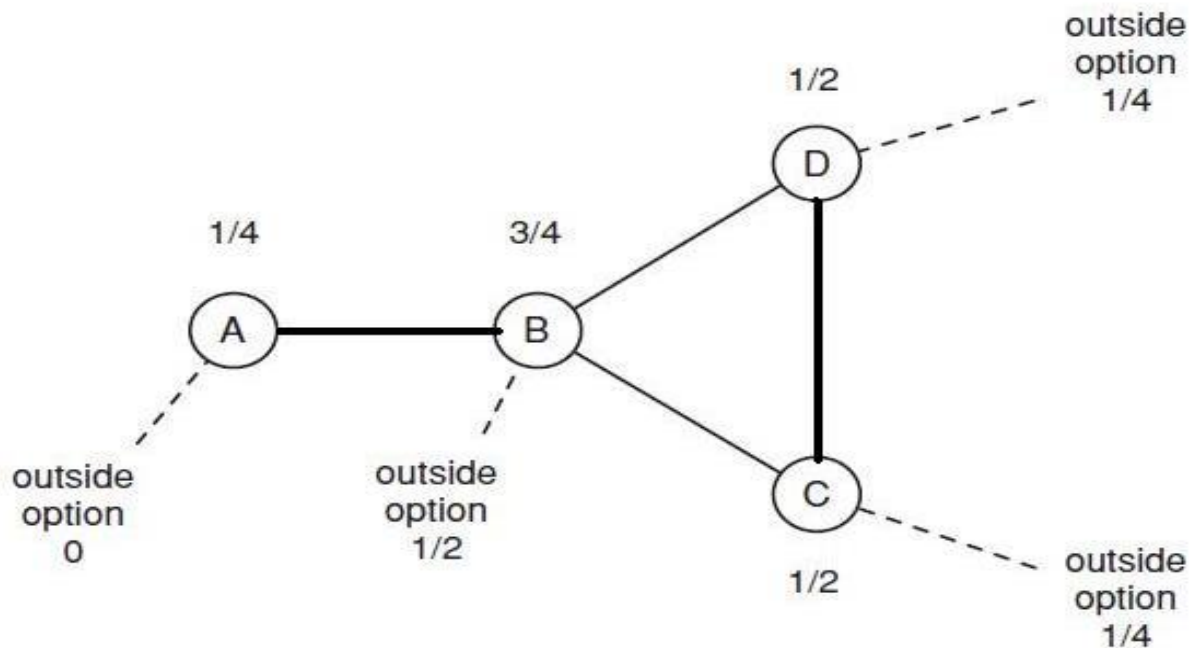 outside
option
1/4
1/2
D
1/4
3/4
A
B
outside
option
0
outside
option
1/2
C
1/2
outside
option
1/4